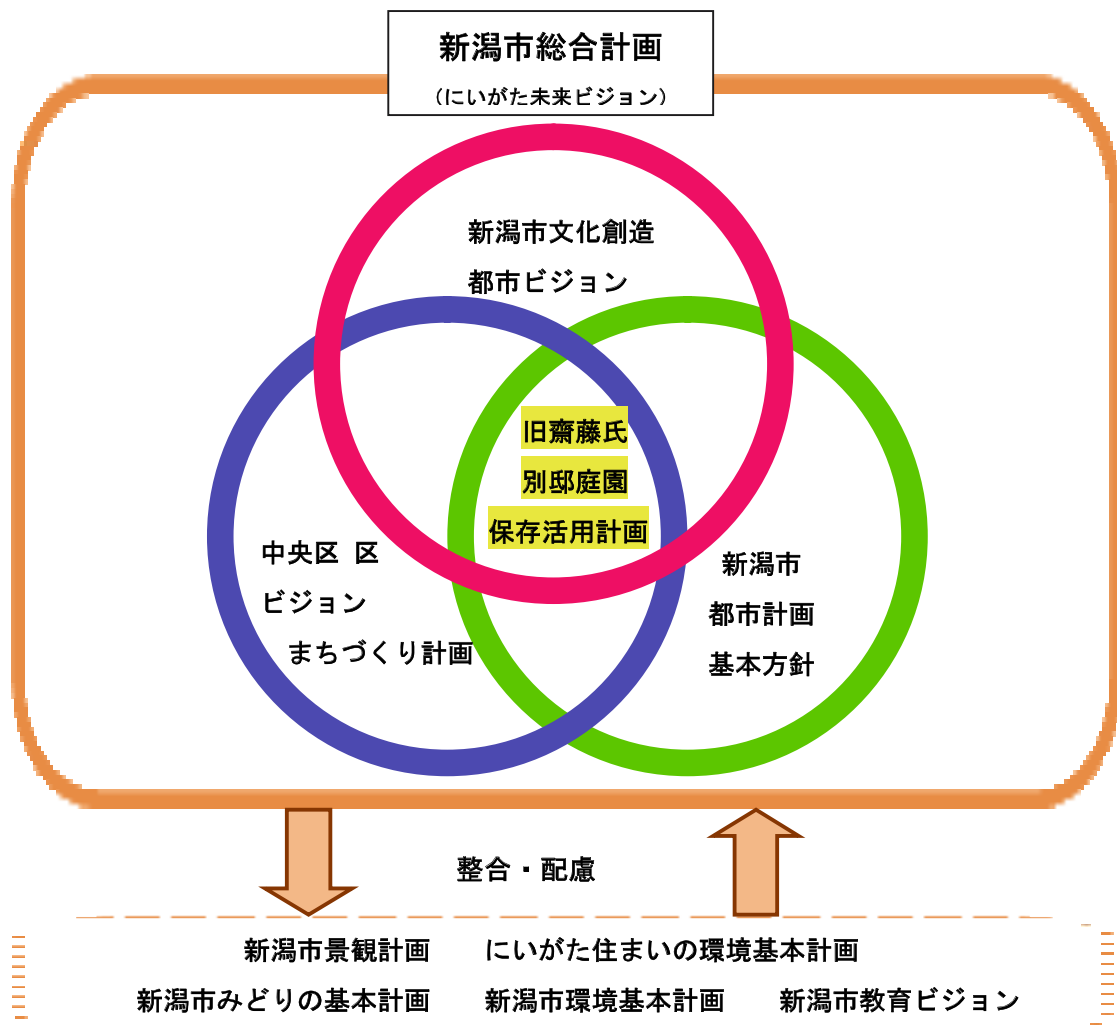 新潟市総合計画
（にいがた未来ビジョン）
新潟市文化創造
都市ビジョン
旧齋藤氏
別邸庭園
保存活用計画
中央区 区
ビジョン
まちづくり計画
新潟市
都市計画
基本方針
整合・配慮
新潟市景観計画 にいがた住まいの環境基本計画
新潟市みどりの基本計画 新潟市環境基本計画 新潟市教育ビジョン